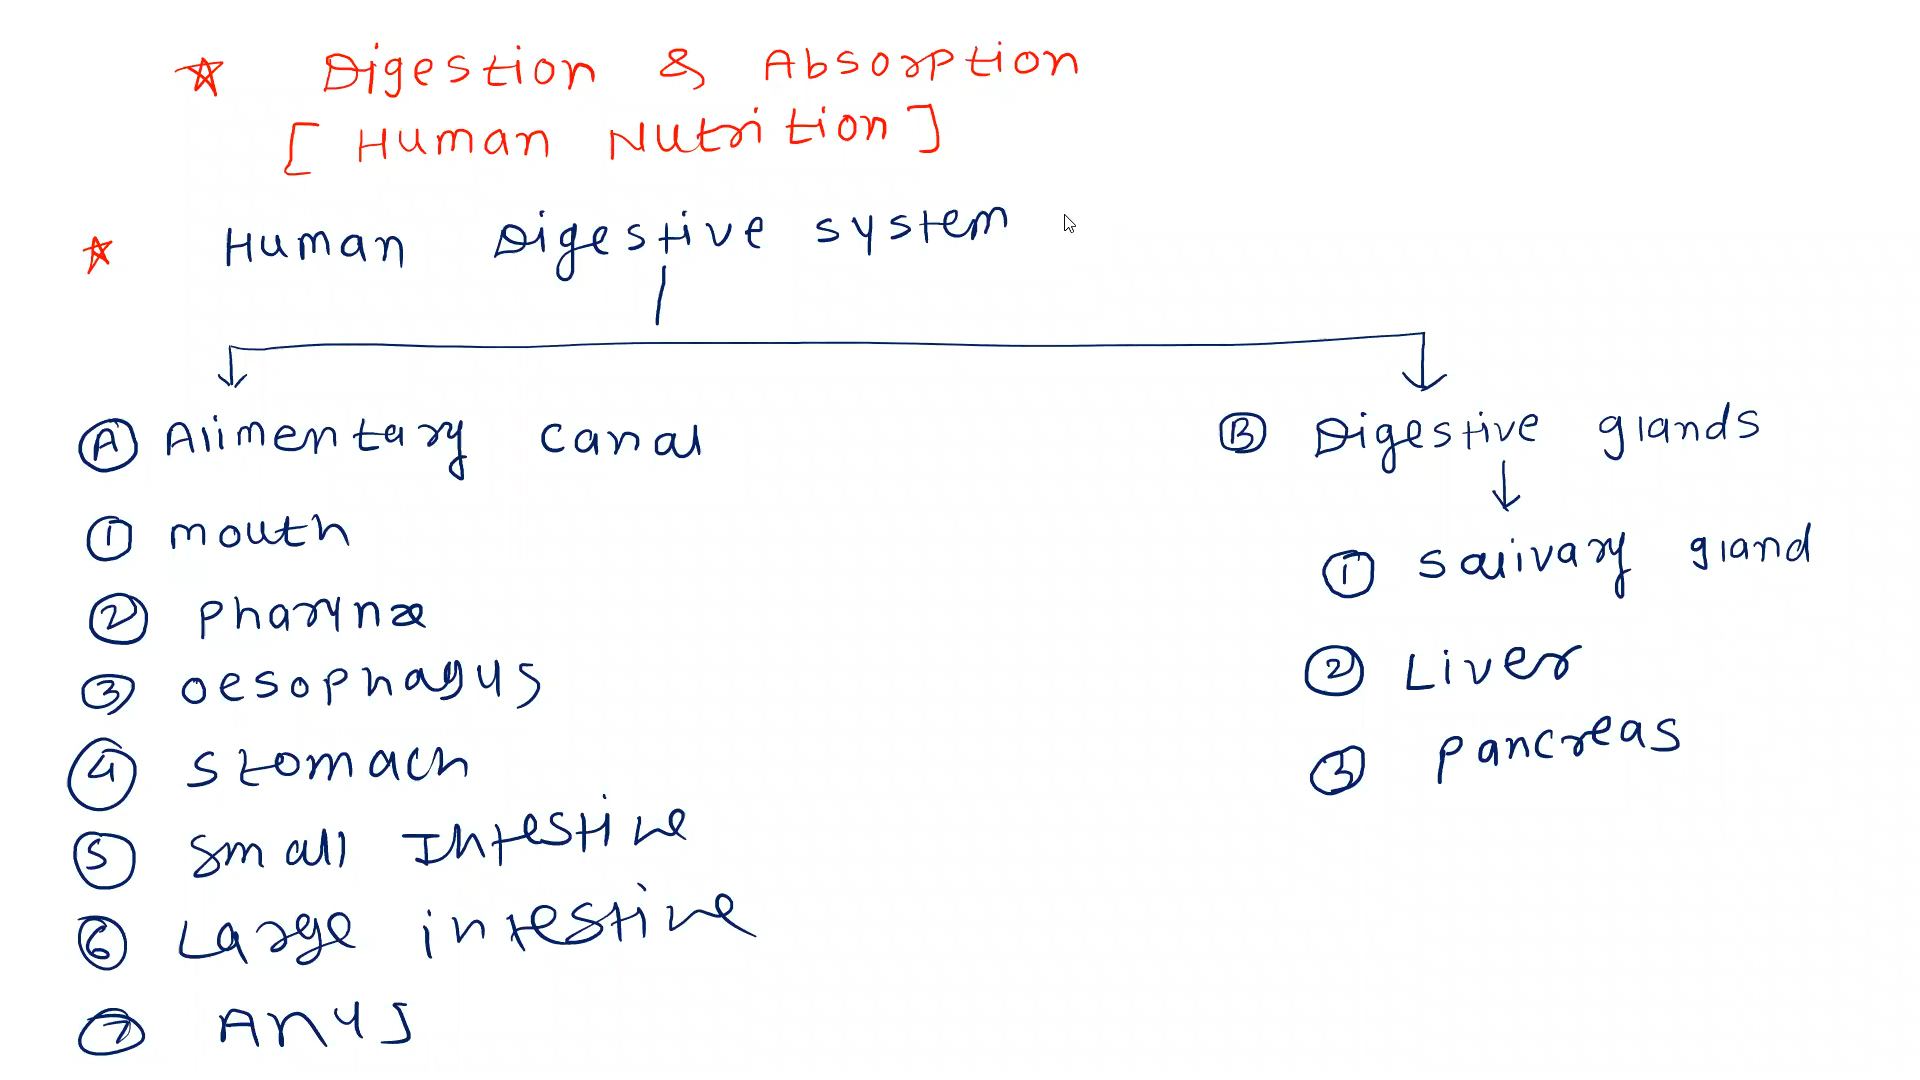 Digestion & Absorption
[ Human Nutrition ]
Human Digestive system
A Alimentary canal
1 mouth
2 Pharynx
3 oesophagus
4 stomach
5 small Intestine
6 Large intestine
7 Anus
B Digestive glands
1 salivary gland
2 Liver
3 Pancreas